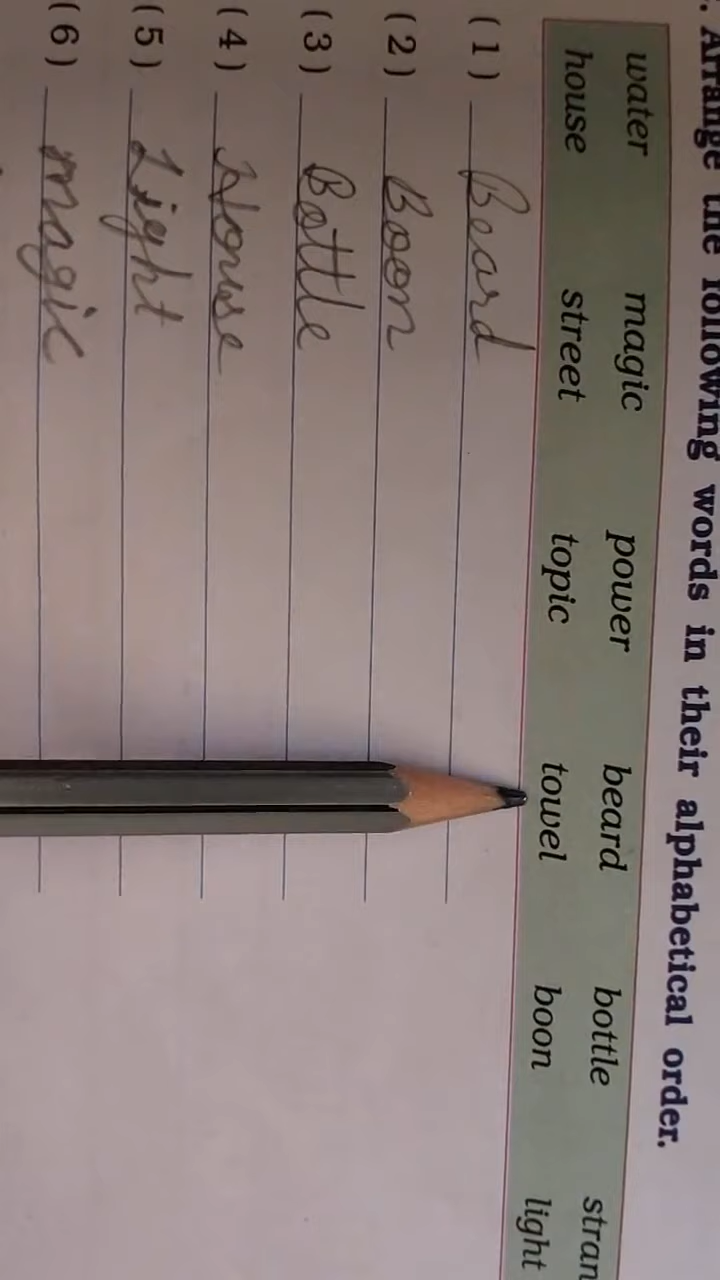 . Arrange the following words in their alphabetical order.
water magic power beard bottle stran
house street topic towel boon light
(1) Beard
(2) Boon
(3) Bottle
(4) House
(5) Light
(6) Magic